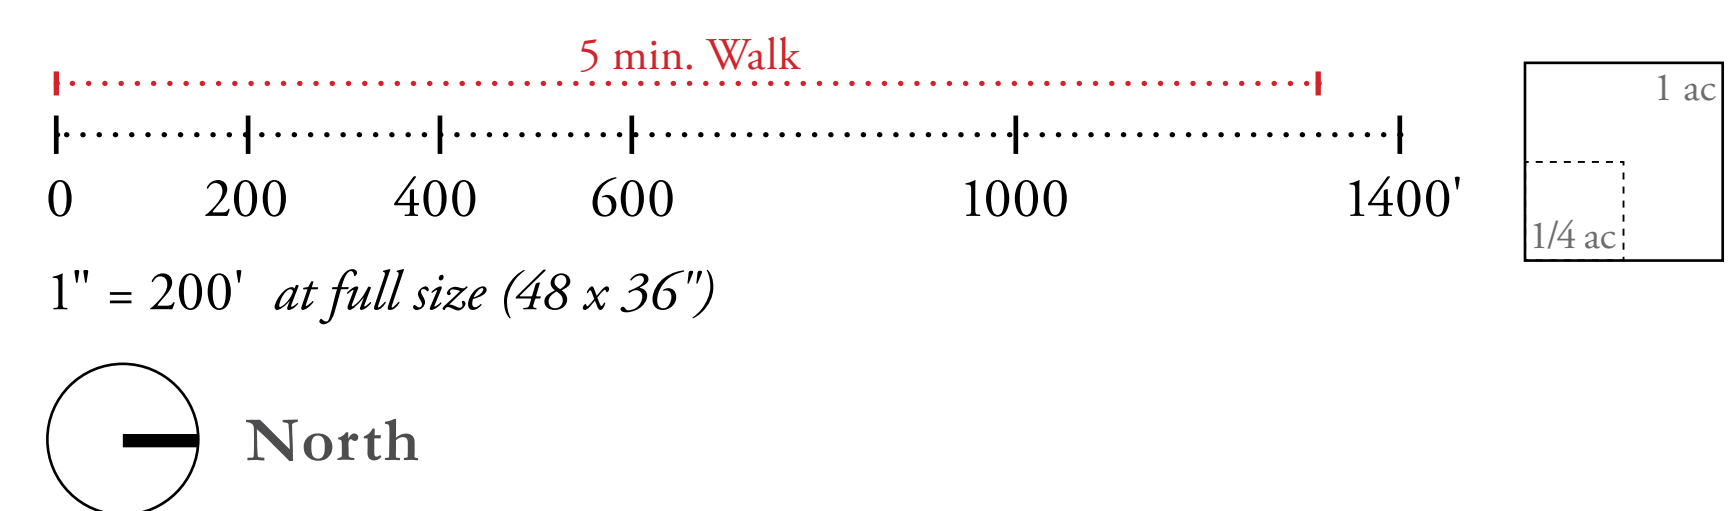 5 min. Walk
0 200 400 600 1000 1400'
1 ac
1/4 ac
1" = 200' at full size (48 x 36")
North